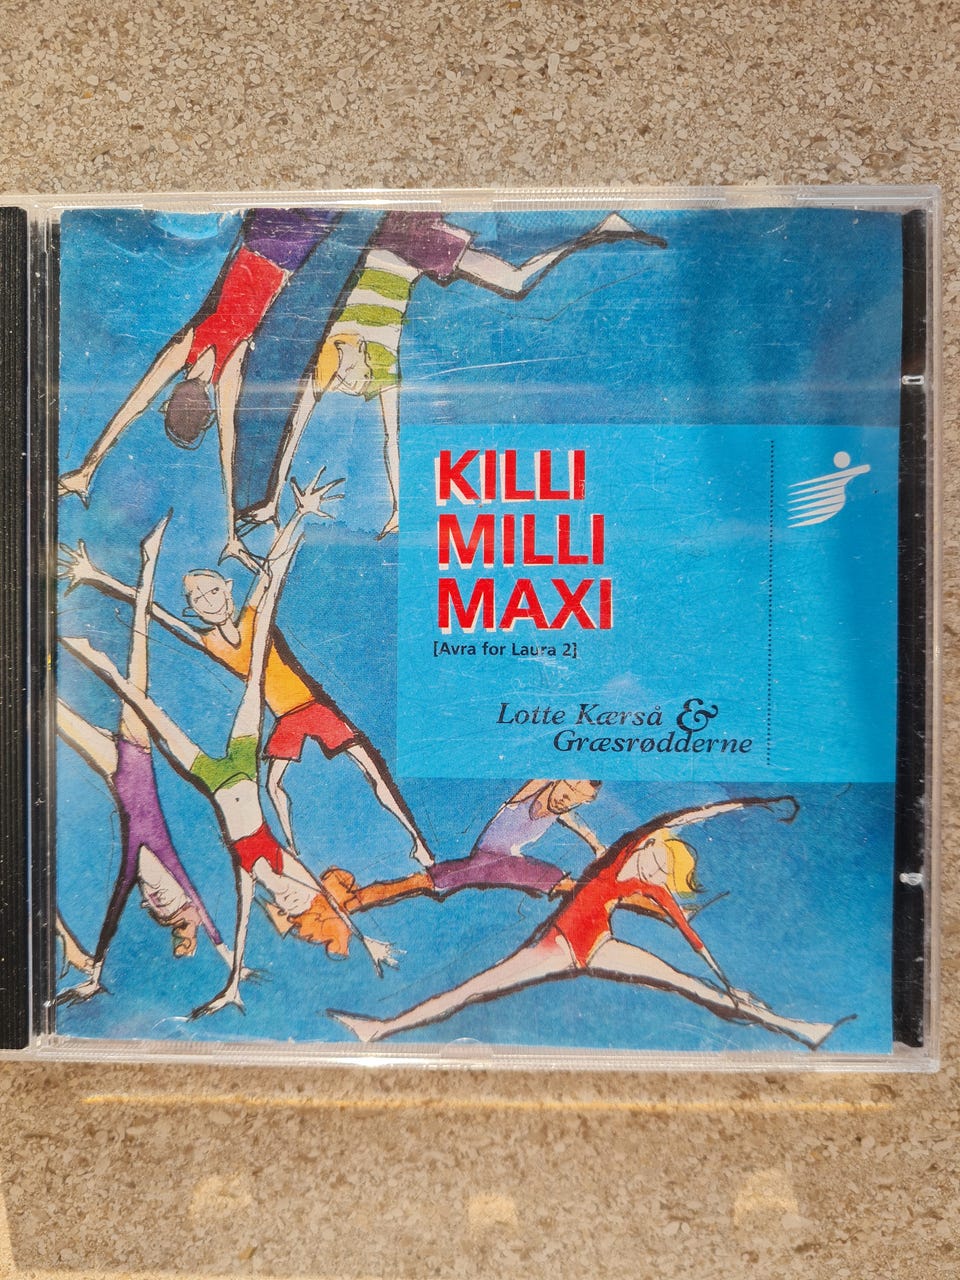 KILLI
MILLI
MAXI
[Avra for Laura 2]
Lotte Kærså &
Græsrødderne